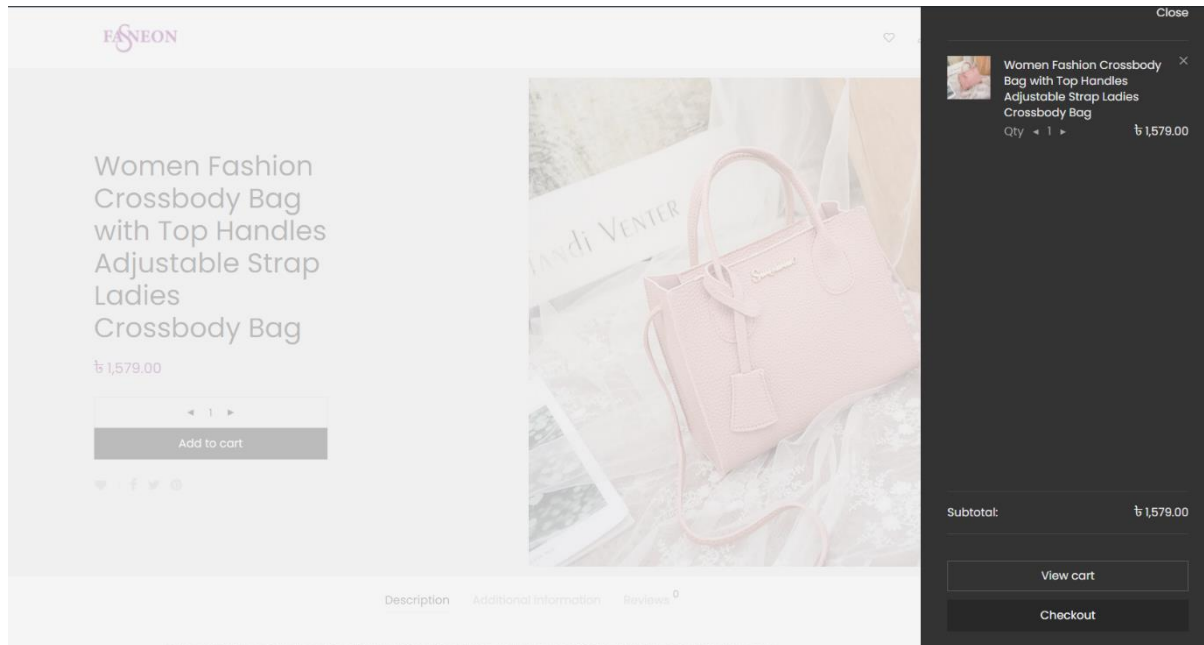 FASNEON
Women Fashion
Crossbody Bag
with Top Handles
Adjustable Strap
Ladies
Crossbody Bag
৳ 1,579.00
◄ 1 ►
Add to cart
JANdi VENTER
Description Additional information Reviews 0
Close
Women Fashion Crossbody
Bag with Top Handles
Adjustable Strap Ladies
Crossbody Bag
Qty ◄ 1 ► ৳ 1,579.00
Subtotal: ৳ 1,579.00
View cart
Checkout